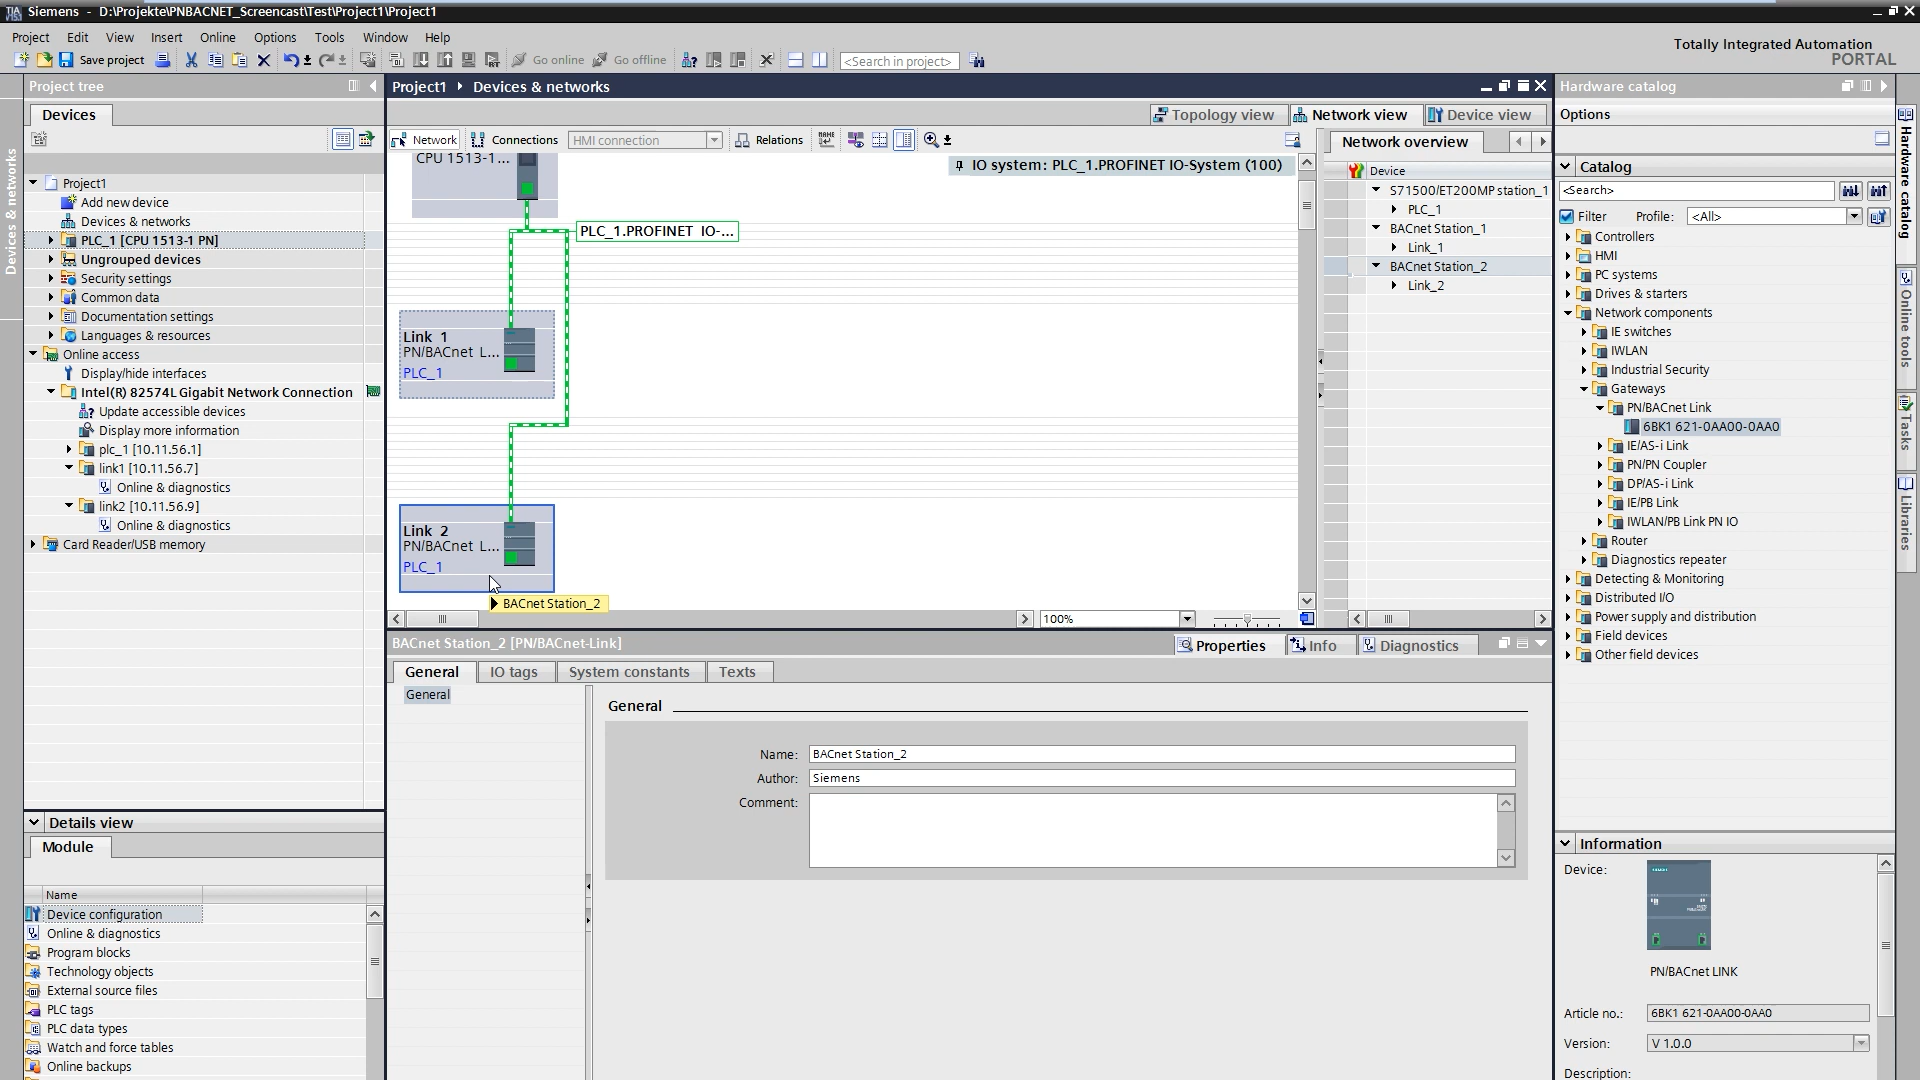 Siemens - D:\Projekte\PNBACNET_Screencast\Test\Project1\Project1
Project Edit View Insert Online Options Tools Window Help
Totally Integrated Automation
PORTAL
Save project
Go online
Go offline
<Search in project>
Project tree
Devices
Devices & networks
Project1
Add new device
Devices & networks
PLC_1 [CPU 1513-1 PN]
Ungrouped devices
Security settings
Common data
Documentation settings
Languages & resources
Online access
Display/hide interfaces
Intel(R) 82574L Gigabit Network Connection
Update accessible devices
Display more information
plc_1 [10.11.56.1]
link1 [10.11.56.7]
Online & diagnostics
link2 [10.11.56.9]
Online & diagnostics
Card Reader/USB memory
Details view
Module
Name
Device configuration
Online & diagnostics
Program blocks
Technology objects
External source files
PLC tags
PLC data types
Watch and force tables
Online backups
Project1 Devices & networks
Topology view
Network view
Device view
Network
Connections
HMI connection
Relations
IO system: PLC_1.PROFINET IO-System (100)
CPU 1513-1...
PLC_1.PROFINET IO-...
Link 1
PN/BACnet L...
PLC_1
Link 2
PN/BACnet L...
PLC_1
BACnet Station_2
100%
Network overview
Device
S71500/ET200MP station_1
PLC_1
BACnet Station_1
Link_1
BACnet Station_2
Link_2
BACnet Station_2 [PN/BACnet-Link]
Properties
Info
Diagnostics
General
IO tags
System constants
Texts
General
General
Name: BACnet Station_2
Author: Siemens
Comment:
Hardware catalog
Options
Catalog
<Search>
Filter
Profile: <All>
Controllers
HMI
PC systems
Drives & starters
Network components
IE switches
IWLAN
Industrial Security
Gateways
PN/BACnet Link
6BK1 621-0AA00-0AA0
IE/AS-i Link
PN/PN Coupler
DP/AS-i Link
IE/PB Link
IWLAN/PB Link PN IO
Router
Diagnostics repeater
Detecting & Monitoring
Distributed I/O
Power supply and distribution
Field devices
Other field devices
Information
Device:
PN/BACnet LINK
Article no.: 6BK1 621-0AA00-0AA0
Version: V 1.0.0
Description:
Hardware catalog
Online tools
Tasks
Libraries